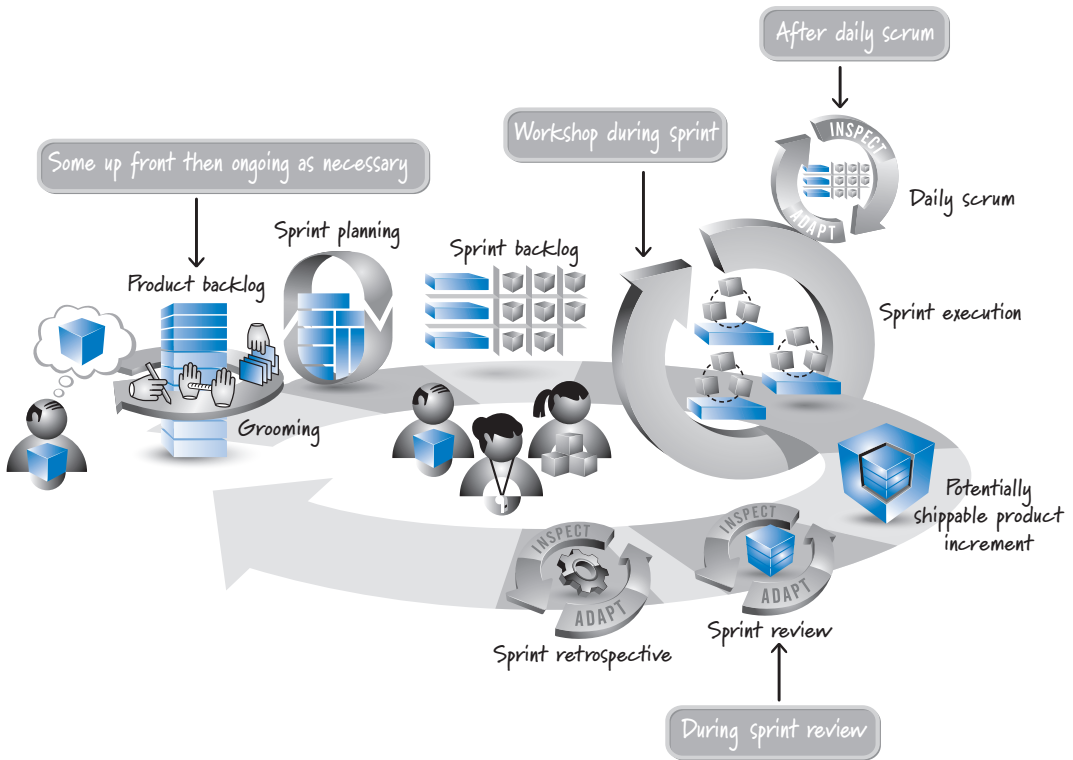 After daily scrum
Workshop during sprint
Some up front then ongoing as necessary
INSPECT
ADAPT
Daily scrum
Sprint planning
Sprint backlog
Product backlog
Sprint execution
Grooming
Potentially
shippable product
increment
INSPECT
ADAPT
Sprint retrospective
INSPECT
ADAPT
Sprint review
During sprint review